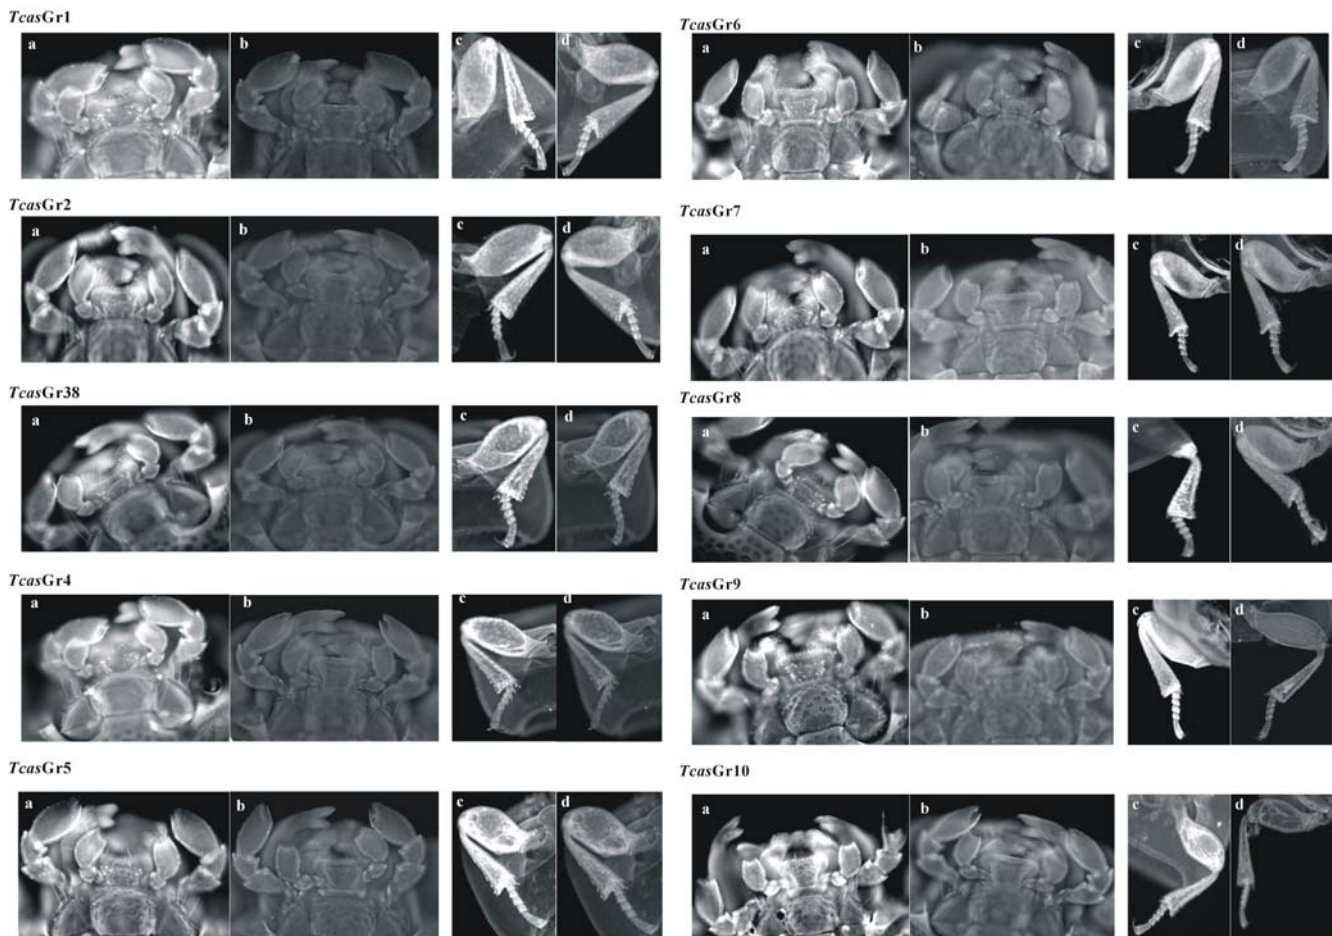 TcasGr1
a b c d
TcasGr2
a b c d
TcasGr38
a b c d
TcasGr4
a b c d
TcasGr5
a b c d
TcasGr6
a b c d
TcasGr7
a b c d
TcasGr8
a b c d
TcasGr9
a b c d
TcasGr10
a b c d